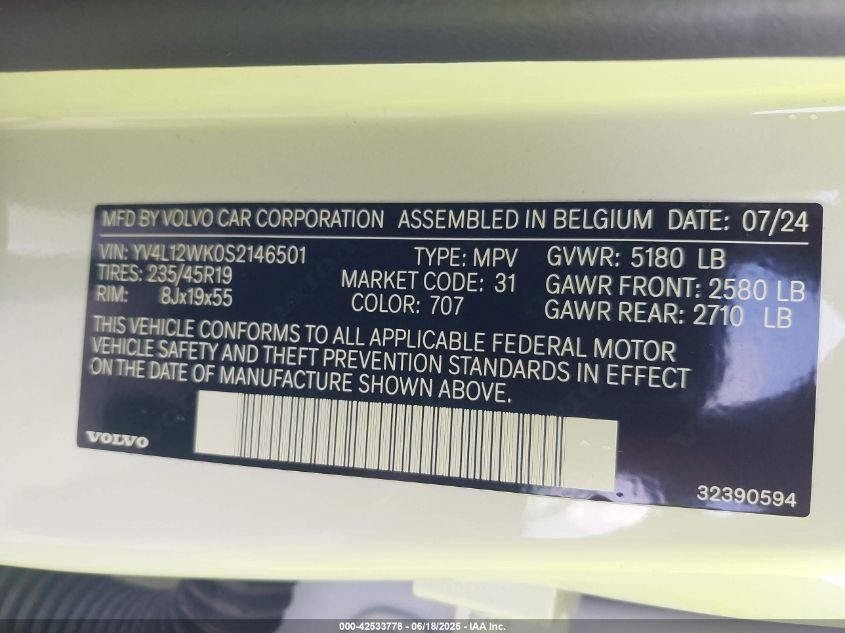 MFD BY VOLVO CAR CORPORATION ASSEMBLED IN BELGIUM DATE: 07/24
VIN: YV4L12WK0S2146501 TYPE: MPV GVWR: 5180 LB
TIRES: 235/45R19 MARKET CODE: 31 GAWR FRONT: 2580 LB
RIM: 8Jx19x55 COLOR: 707 GAWR REAR: 2710 LB
THIS VEHICLE CONFORMS TO ALL APPLICABLE FEDERAL MOTOR
VEHICLE SAFETY AND THEFT PREVENTION STANDARDS IN EFFECT
ON THE DATE OF MANUFACTURE SHOWN ABOVE.
VOLVO
32390594
000-42533778 - 06/18/2025 - IAA Inc.